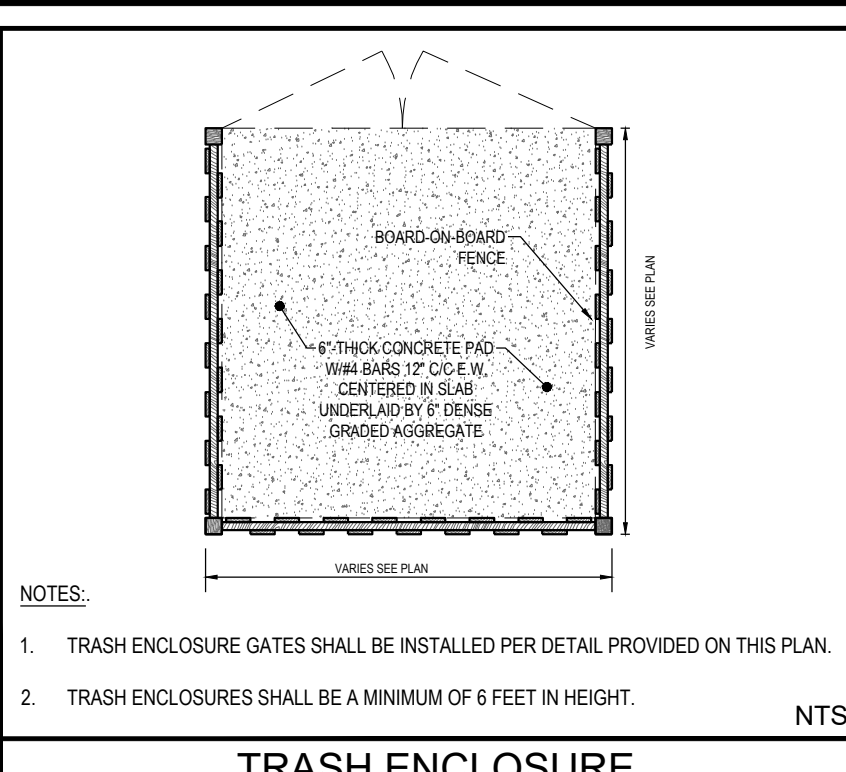 BOARD-ON-BOARD
FENCE
VARIES SEE PLAN
6"-THICK CONCRETE PAD
W/#4 BARS 12" C/C E.W.
CENTERED IN SLAB
UNDERLAID BY 6" DENSE
GRADED AGGREGATE
VARIES SEE PLAN
NOTES:.
1. TRASH ENCLOSURE GATES SHALL BE INSTALLED PER DETAIL PROVIDED ON THIS PLAN.
2. TRASH ENCLOSURES SHALL BE A MINIMUM OF 6 FEET IN HEIGHT.
NTS
TRASH ENCLOSURE